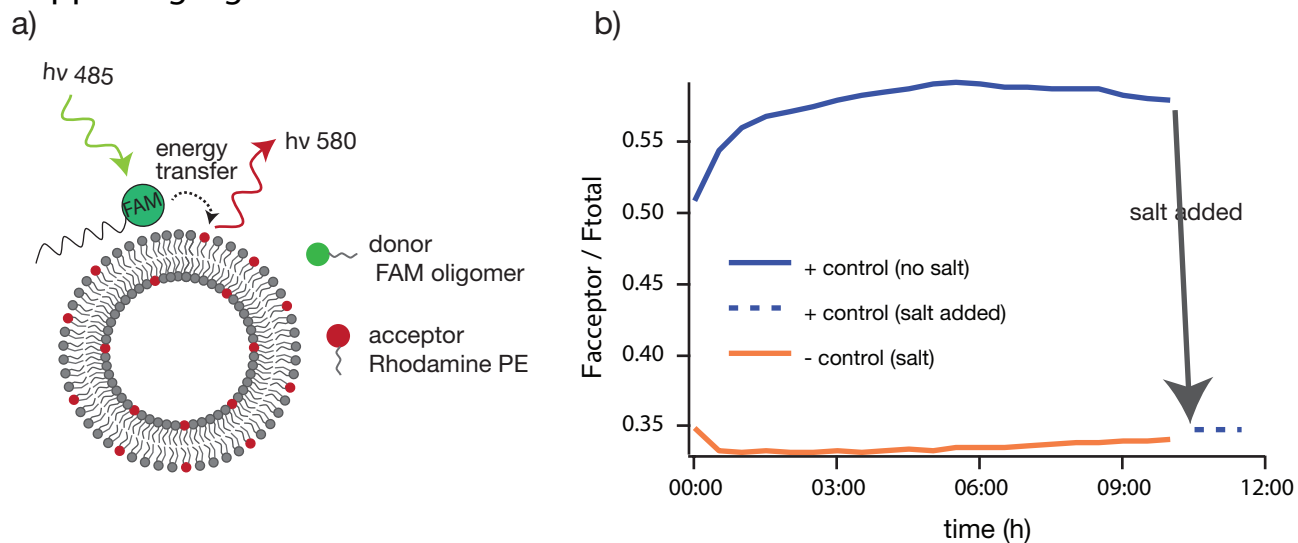 a)
hν 485
energy
transfer
hν 580
FAM
donor
FAM oligomer
acceptor
Rhodamine PE
b)
Facceptor / Ftotal
0.55
0.50
0.45
0.40
0.35
salt added
+ control (no salt)
+ control (salt added)
- control (salt)
00:00
03:00
06:00
09:00
12:00
time (h)